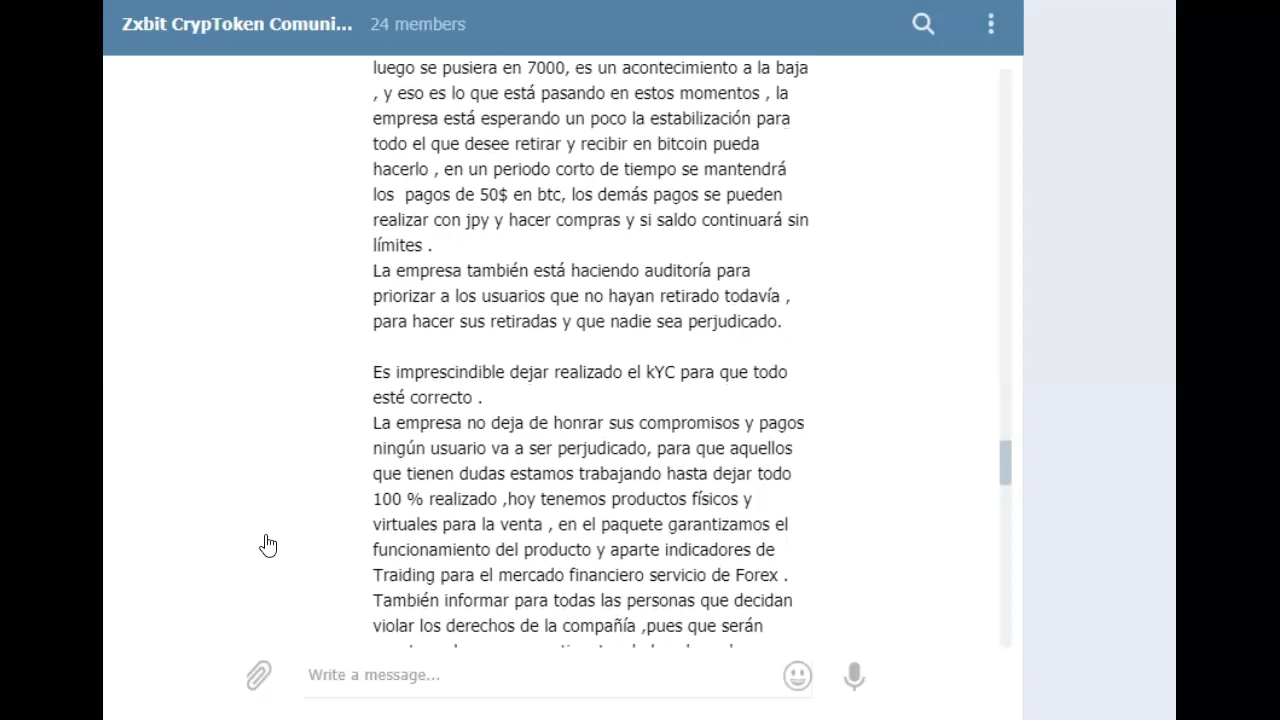 Zxbit CrypToken Comuni... 24 members
luego se pusiera en 7000, es un acontecimiento a la baja
, y eso es lo que está pasando en estos momentos , la
empresa está esperando un poco la estabilización para
todo el que desee retirar y recibir en bitcoin pueda
hacerlo , en un periodo corto de tiempo se mantendrá
los pagos de 50$ en btc, los demás pagos se pueden
realizar con jpy y hacer compras y si saldo continuará sin
límites .
La empresa también está haciendo auditoría para
priorizar a los usuarios que no hayan retirado todavía ,
para hacer sus retiradas y que nadie sea perjudicado.
Es imprescindible dejar realizado el kYC para que todo
esté correcto .
La empresa no deja de honrar sus compromisos y pagos
ningún usuario va a ser perjudicado, para que aquellos
que tienen dudas estamos trabajando hasta dejar todo
100 % realizado ,hoy tenemos productos físicos y
virtuales para la venta , en el paquete garantizamos el
funcionamiento del producto y aparte indicadores de
Traiding para el mercado financiero servicio de Forex .
También informar para todas las personas que decidan
violar los derechos de la compañía ,pues que serán
Write a message...